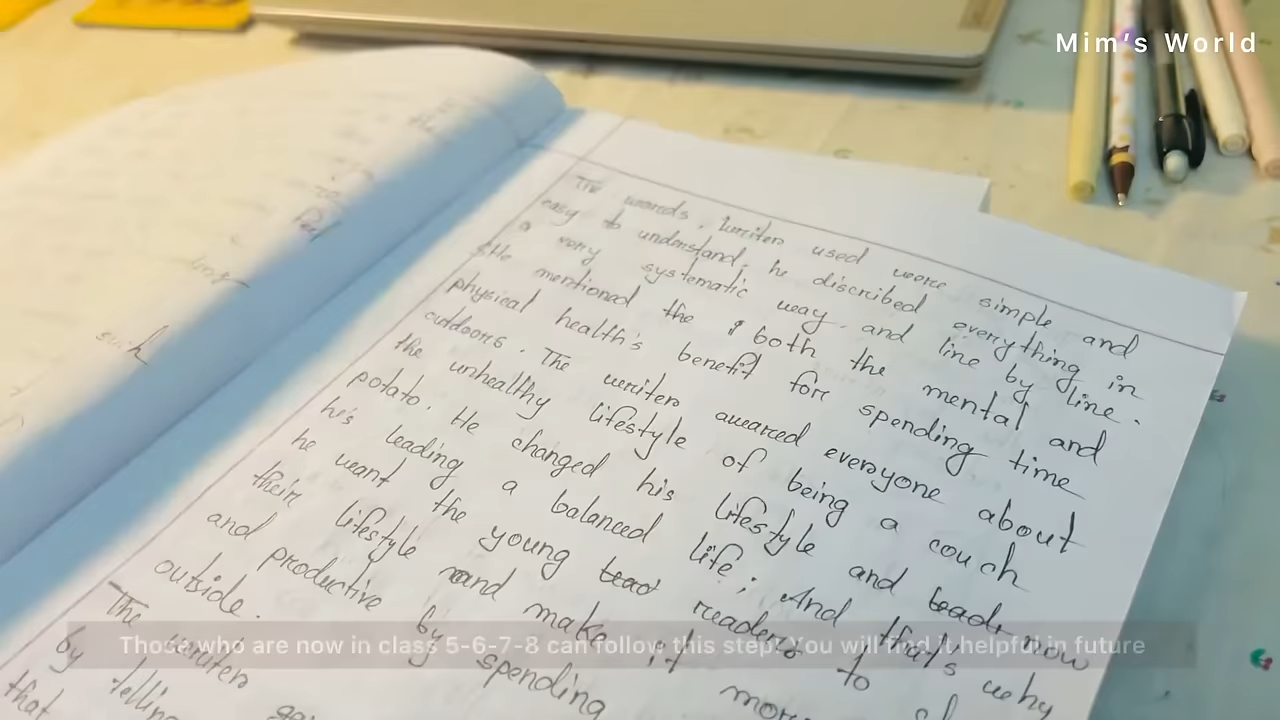 Mim's World
such
The words, writer used were simple and
easy to understand. he discribed everything in
a very systematic way. and line by line.
He mentioned the both the mental and
physical health's benefit for spending time
outdoors. The writer awared everyone about
the unhealthy lifestyle of being a couch
potato. He changed his lifestyle and now
he's leading a balanced life; And that's why
he want the young readers to
their lifestyle and make it more
and productive by spending
outside.
The writer
by telling
that
Those who are now in class 5-6-7-8 can follow this step. You will find it helpful in future